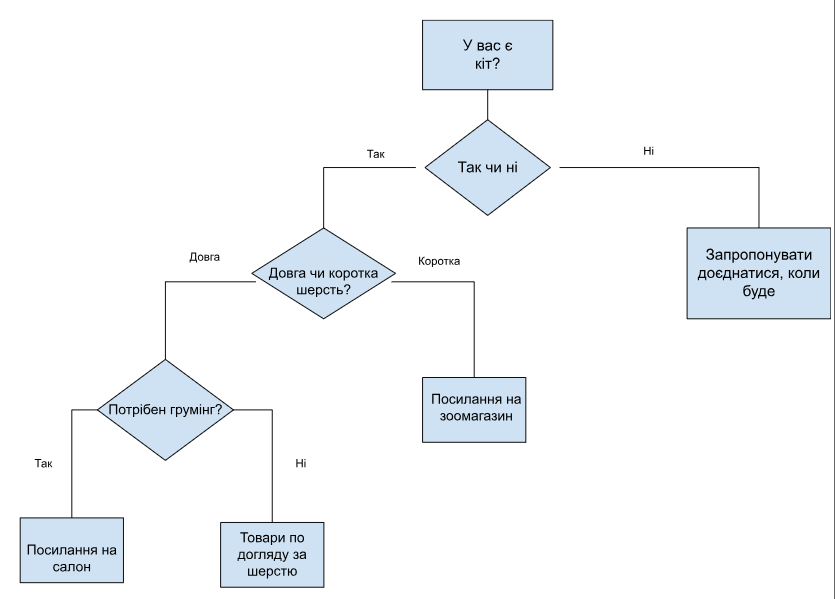 У вас є
кіт?
Так чи ні
Так
Ні
Запропонувати
доєднатися, коли
буде
Довга
Довга чи коротка
шерсть?
Коротка
Посилання на
зоомагазин
Потрібен грумінг?
Так
Ні
Посилання на
салон
Товари по
догляду за
шерстю